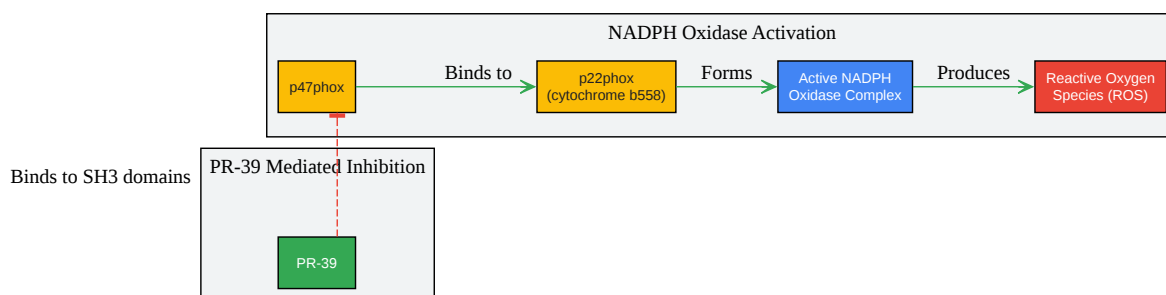 NADPH Oxidase Activation
p47phox
Binds to
p22phox
(cytochrome b558)
Forms
Active NADPH
Oxidase Complex
Produces
Reactive Oxygen
Species (ROS)
PR-39 Mediated Inhibition
Binds to SH3 domains
PR-39